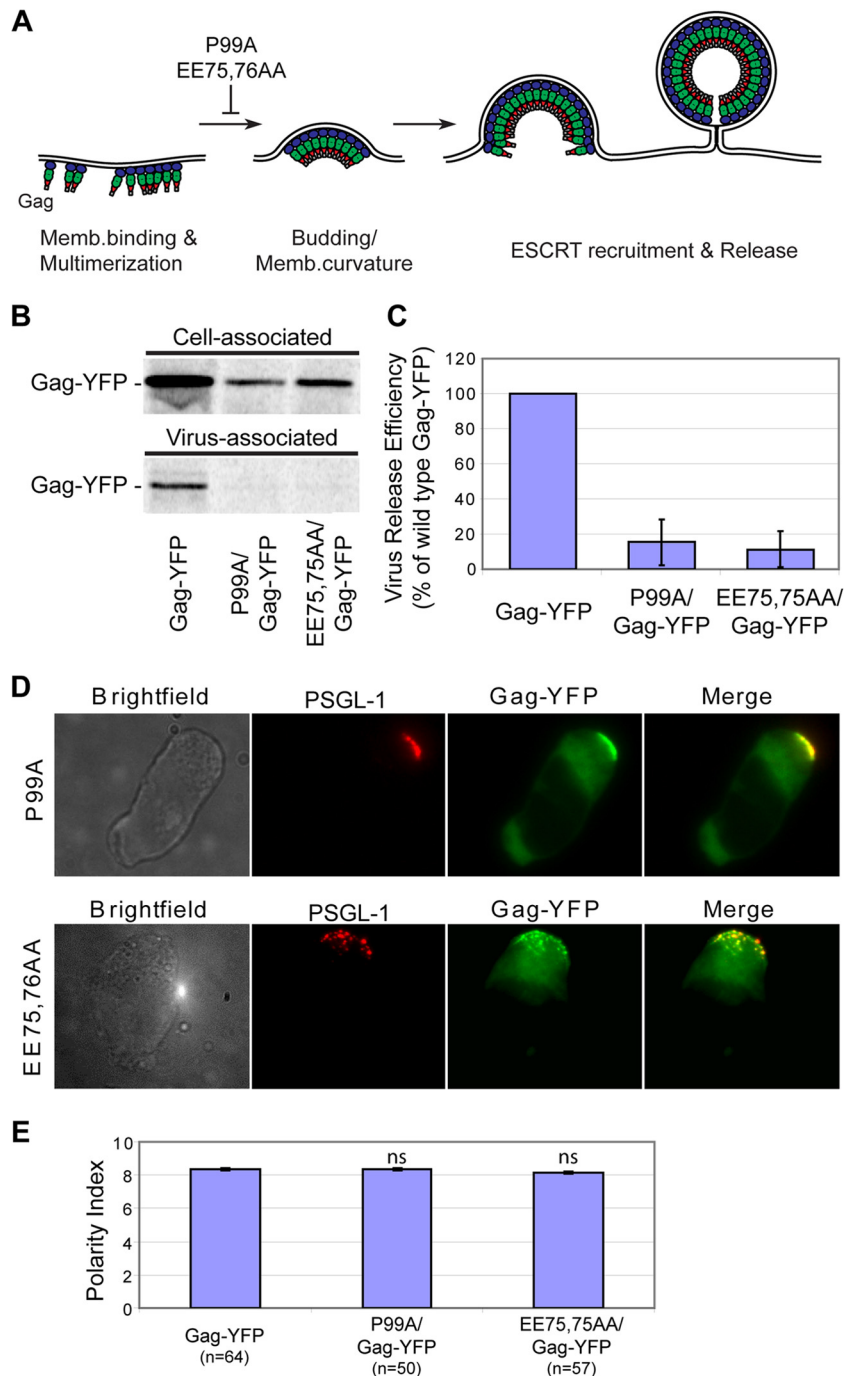 A
P99A
EE75,76AA
Gag
Memb.binding &
Multimerization
Budding/
Memb.curvature
ESCRT recruitment & Release
B
Cell-associated
Gag-YFP -
Virus-associated
Gag-YFP -
Gag-YFP
P99A/
Gag-YFP
EE75,75AA/
Gag-YFP
C
Virus Release Efficiency
(% of wild type Gag-YFP)
120
100
80
60
40
20
0
Gag-YFP
P99A/
Gag-YFP
EE75,75AA/
Gag-YFP
D
Brightfield
PSGL-1
Gag-YFP
Merge
P99A
Brightfield
PSGL-1
Gag-YFP
Merge
EE75,76AA
E
Polarity Index
10
8
6
4
2
0
ns
ns
Gag-YFP
(n=64)
P99A/
Gag-YFP
(n=50)
EE75,75AA/
Gag-YFP
(n=57)